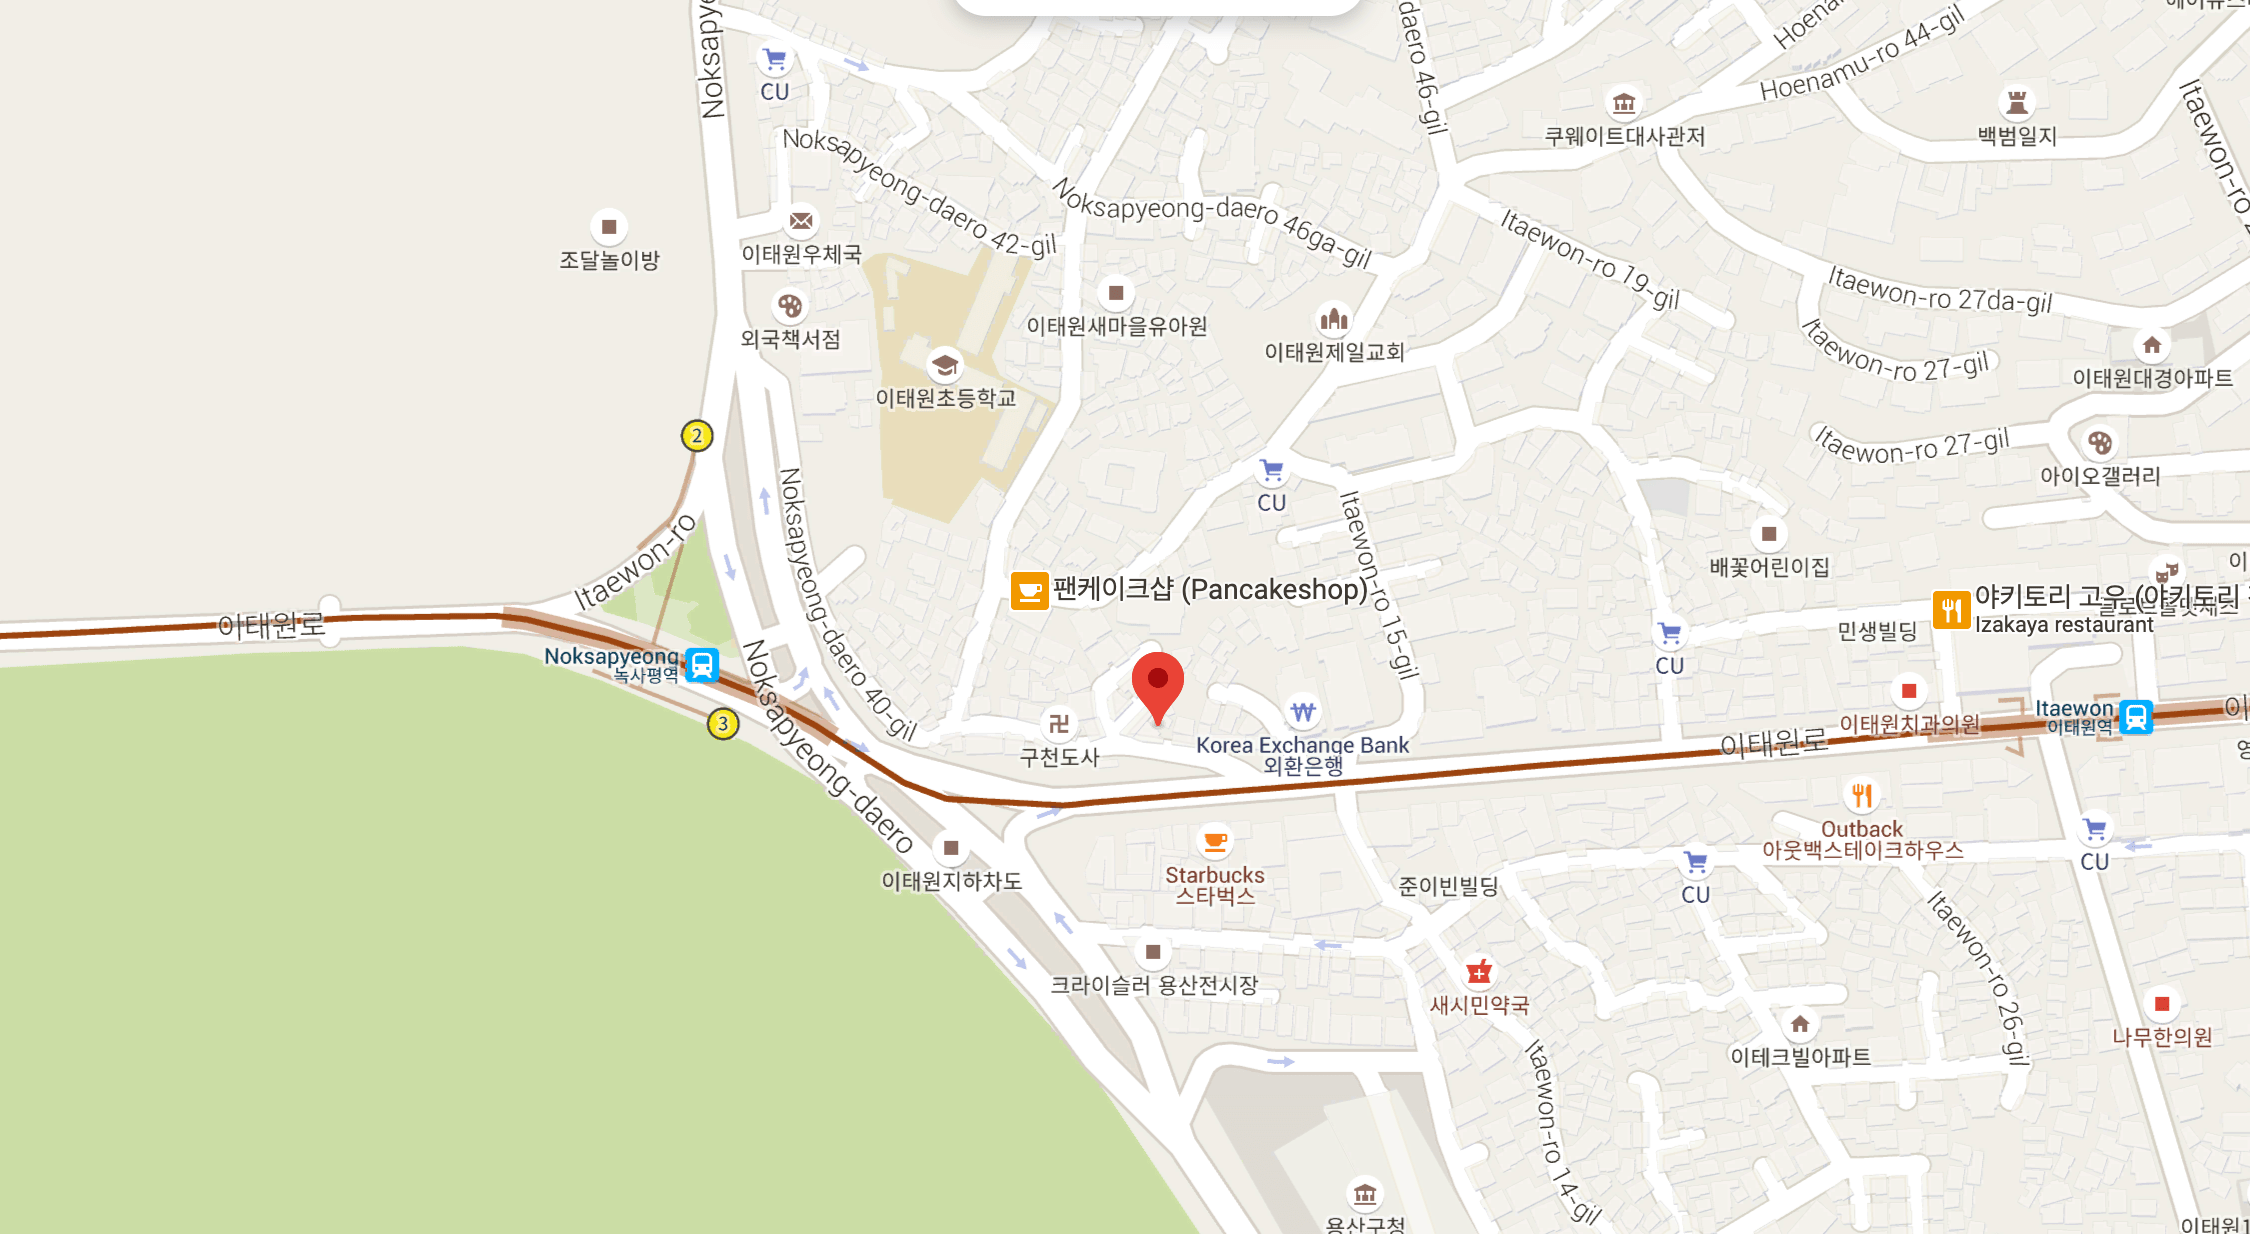 Noksapye
CU
daero 46-gil
Hoenamu-ro 44-gil
쿠웨이트대사관저
백범일지
Noksapyeong-daero 42-gil
Noksapyeong-daero 46ga-gil
Itaewon-ro 19-gil
이태원우체국
조달놀이방
외국책서점
이태원새마을유아원
이태원제일교회
Itaewon-ro 27da-gil
Itaewon-ro 27-gil
이태원대경아파트
이태원초등학교
2
Itaewon-ro 27-gil
아이오갤러리
CU
Noksapyeong-daero 40-gil
Itaewon-ro
Itaewon-ro 15-gil
배꽃어린이집
팬케이크샵 (Pancakeshop)
야키토리 고우 (야키토리
Izakaya restaurant
민생빌딩
이태원로
CU
Noksapyeong
녹사평역
3
Noksapyeong-daero
구천도사
Korea Exchange Bank
외환은행
이태원치과의원
이태원로
Itaewon
이태원역
Outback
아웃백스테이크하우스
CU
CU
이태원지하차도
Starbucks
스타벅스
준이빈빌딩
크라이슬러 용산전시장
새시민약국
Itaewon-ro 26-gil
나무한의원
이테크빌아파트
Itaewon-ro 14-gil
용산구청